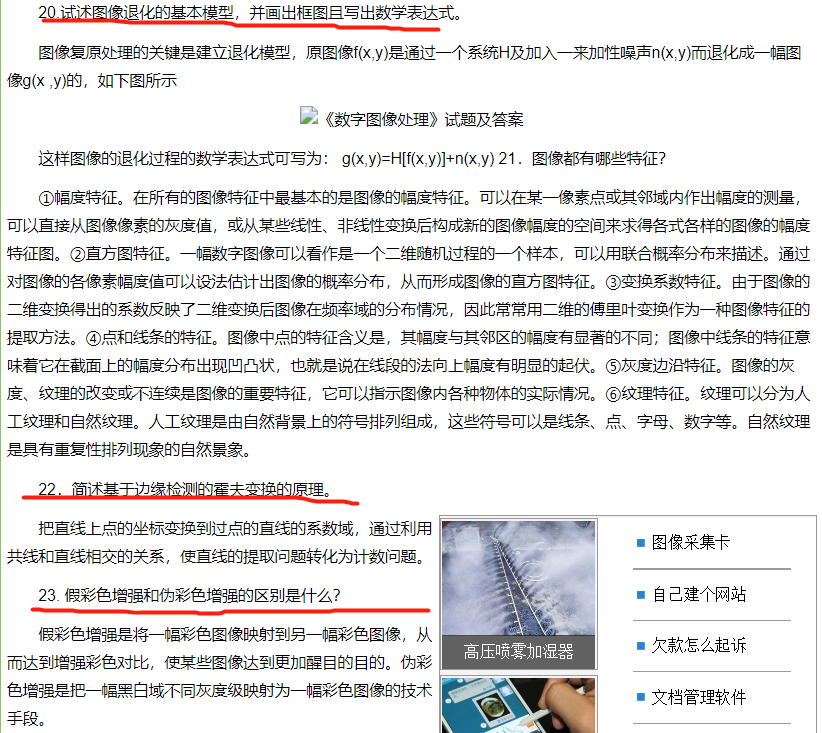 20.试述图像退化的基本模型，并画出框图且写出数学表达式。
图像复原处理的关键是建立退化模型，原图像f(x,y)是通过一个系统H及加入一来加性噪声n(x,y)而退化成一幅图
像g(x ,y)的，如下图所示
《数字图像处理》试题及答案
这样图像的退化过程的数学表达式可写为： g(x,y)=H[f(x,y)]+n(x,y) 21．图像都有哪些特征？
①幅度特征。在所有的图像特征中最基本的是图像的幅度特征。可以在某一像素点或其邻域内作出幅度的测量，
可以直接从图像像素的灰度值，或从某些线性、非线性变换后构成新的图像幅度的空间来求得各式各样的图像的幅度
特征图。②直方图特征。一幅数字图像可以看作是一个二维随机过程的一个样本，可以用联合概率分布来描述。通过
对图像的各像素幅度值可以设法估计出图像的概率分布，从而形成图像的直方图特征。③变换系数特征。由于图像的
二维变换得出的系数反映了二维变换后图像在频率域的分布情况，因此常常用二维的傅里叶变换作为一种图像特征的
提取方法。④点和线条的特征。图像中点的特征含义是，其幅度与其邻区的幅度有显著的不同；图像中线条的特征意
味着它在截面上的幅度分布出现凹凸状，也就是说在线段的法向上幅度有明显的起伏。⑤灰度边沿特征。图像的灰
度、纹理的改变或不连续是图像的重要特征，它可以指示图像内各种物体的实际情况。⑥纹理特征。纹理可以分为人
工纹理和自然纹理。人工纹理是由自然背景上的符号排列组成，这些符号可以是线条、点、字母、数字等。自然纹理
是具有重复性排列现象的自然景象。
22．简述基于边缘检测的霍夫变换的原理。
把直线上点的坐标变换到过点的直线的系数域，通过利用
共线和直线相交的关系，使直线的提取问题转化为计数问题。
23. 假彩色增强和伪彩色增强的区别是什么？
假彩色增强是将一幅彩色图像映射到另一幅彩色图像，从
而达到增强彩色对比，使某些图像达到更加醒目的目的。伪彩
色增强是把一幅黑白域不同灰度级映射为一幅彩色图像的技术
手段。
高压喷雾加湿器
图像采集卡
自己建个网站
欠款怎么起诉
文档管理软件